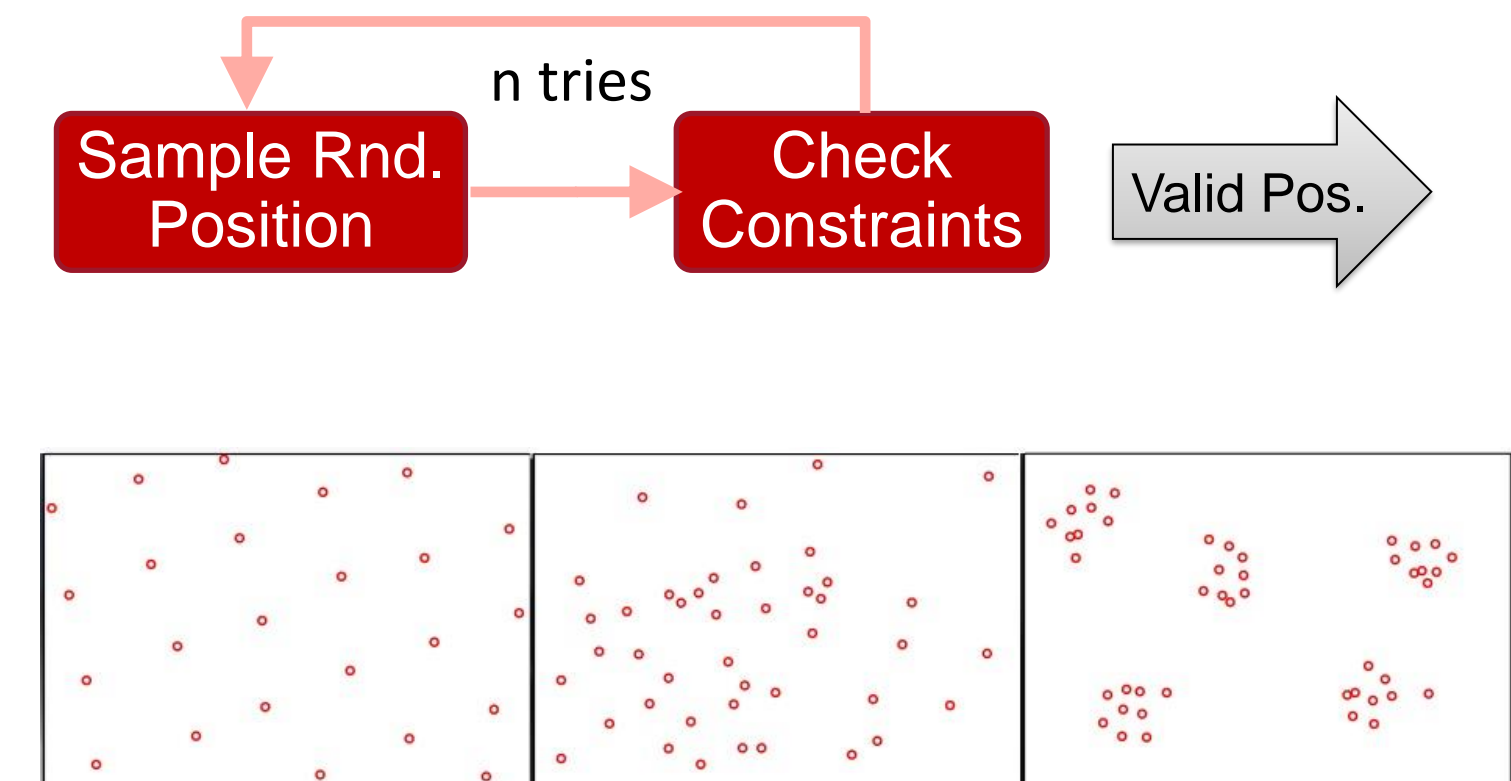 n tries
Sample Rnd.
Position
Check
Constraints
Valid Pos.